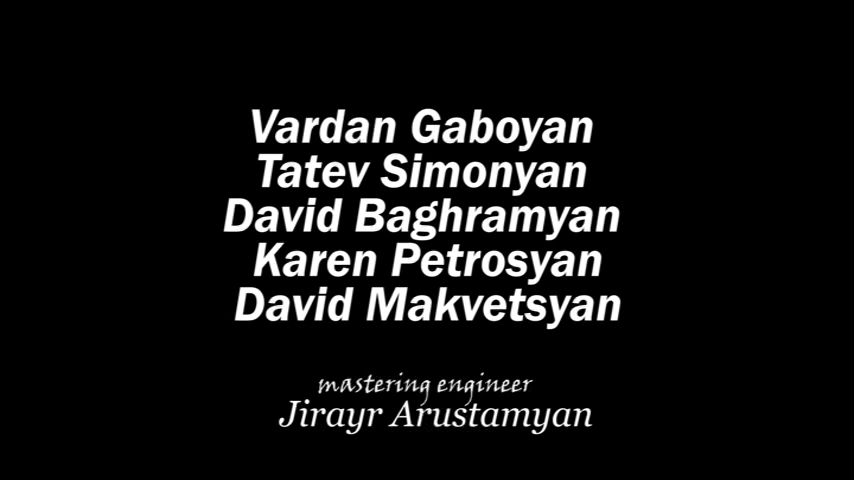 Vardan Gaboyan
Tatev Simonyan
David Baghramyan
Karen Petrosyan
David Makvetsyan
mastering engineer
Jirayr Arustamyan